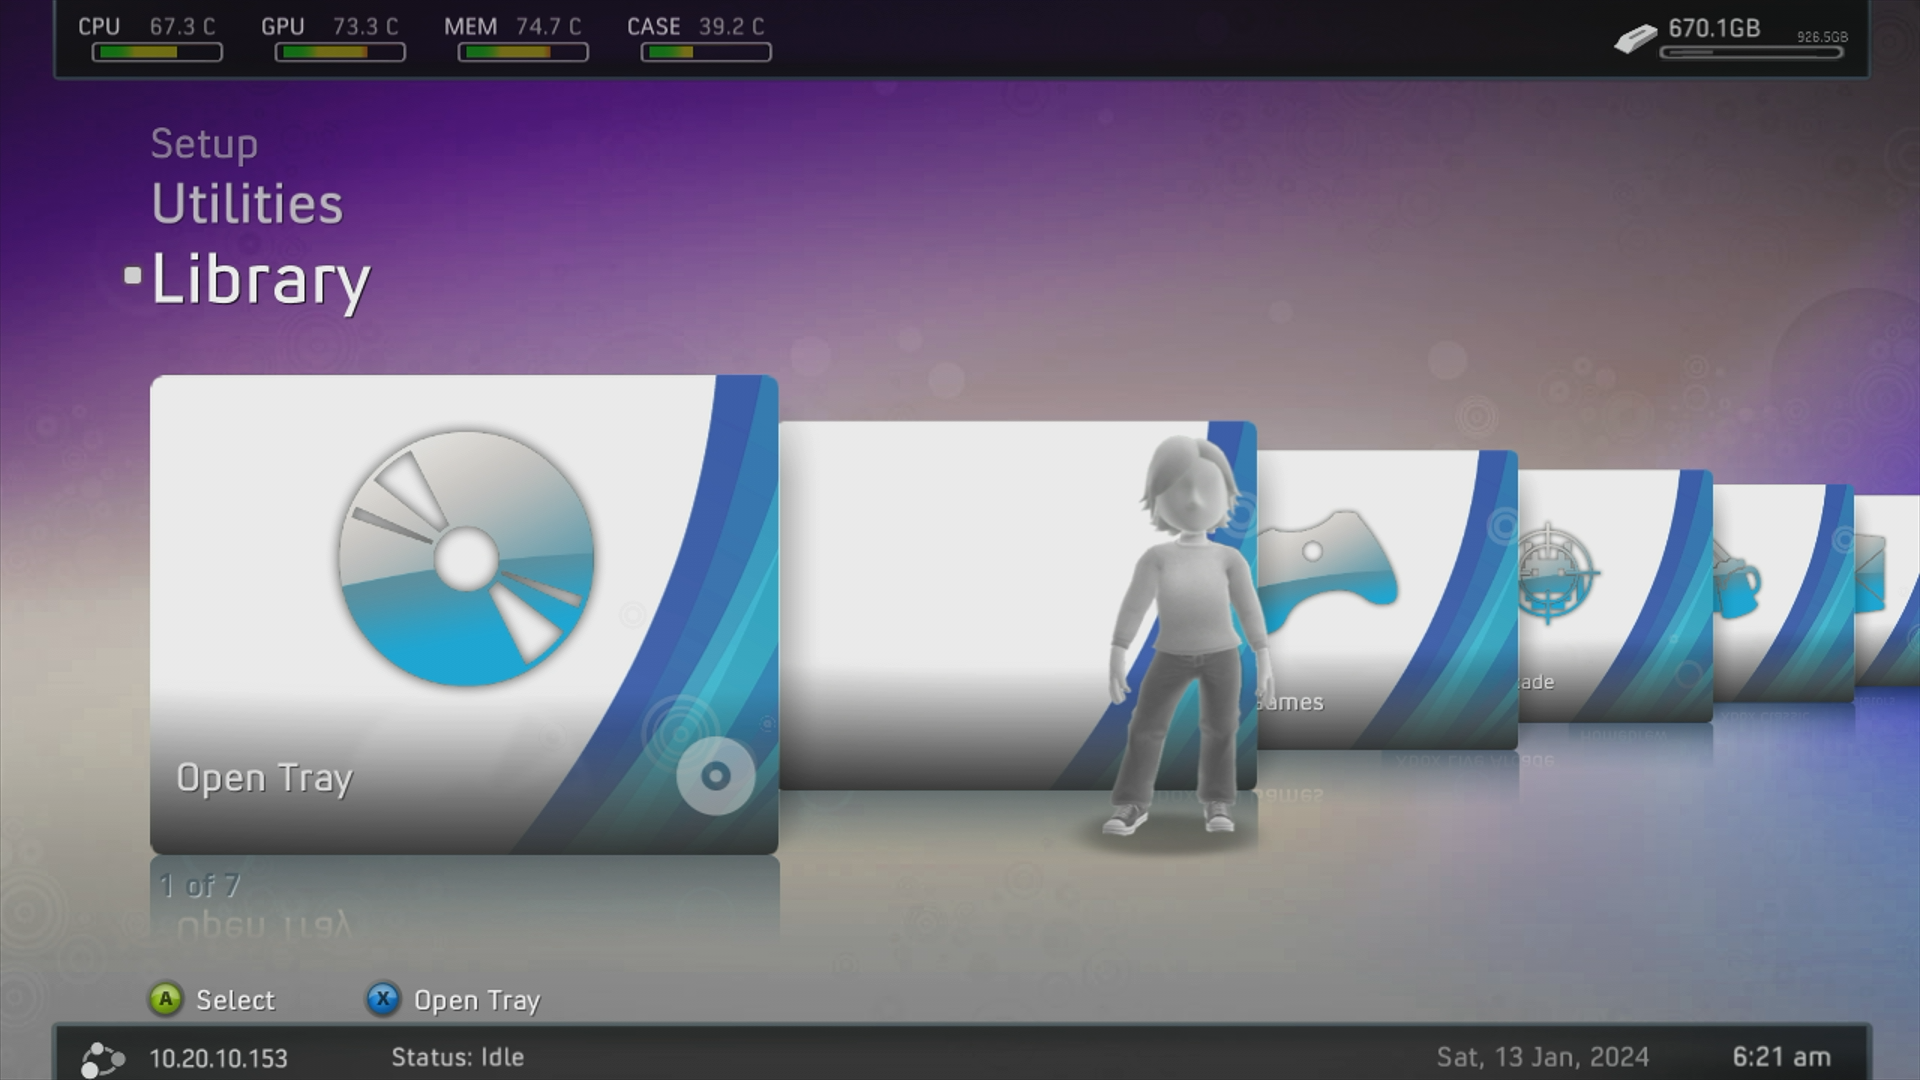 CPU 67.3 C GPU 73.3 C MEM 74.7 C CASE 39.2 C
670.1GB 926.5GB
Setup
Utilities
Library
ade
ames
Open Tray
1 of 7
A Select X Open Tray
10.20.10.153 Status: Idle Sat, 13 Jan, 2024 6:21 am